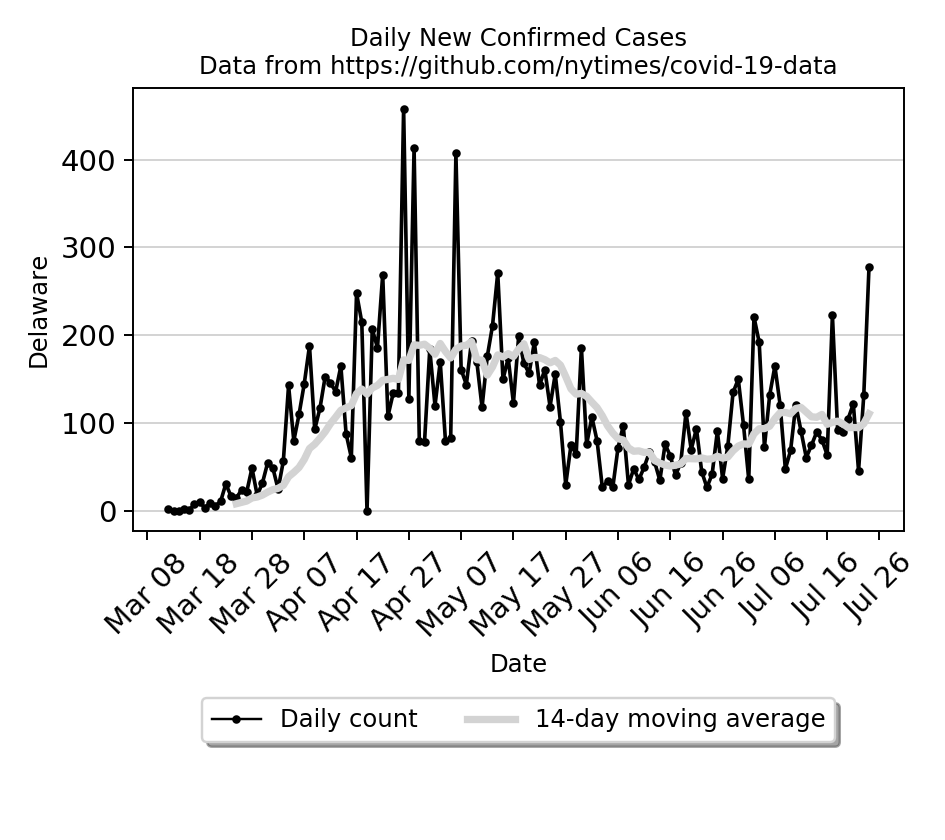 Daily New Confirmed Cases
Data from https://github.com/nytimes/covid-19-data
400
300
200
100
0
Delaware
Mar 08
Mar 18
Mar 28
Apr 07
Apr 17
Apr 27
May 07
May 17
May 27
Jun 06
Jun 16
Jun 26
Jul 06
Jul 16
Jul 26
Date
Daily count
14-day moving average